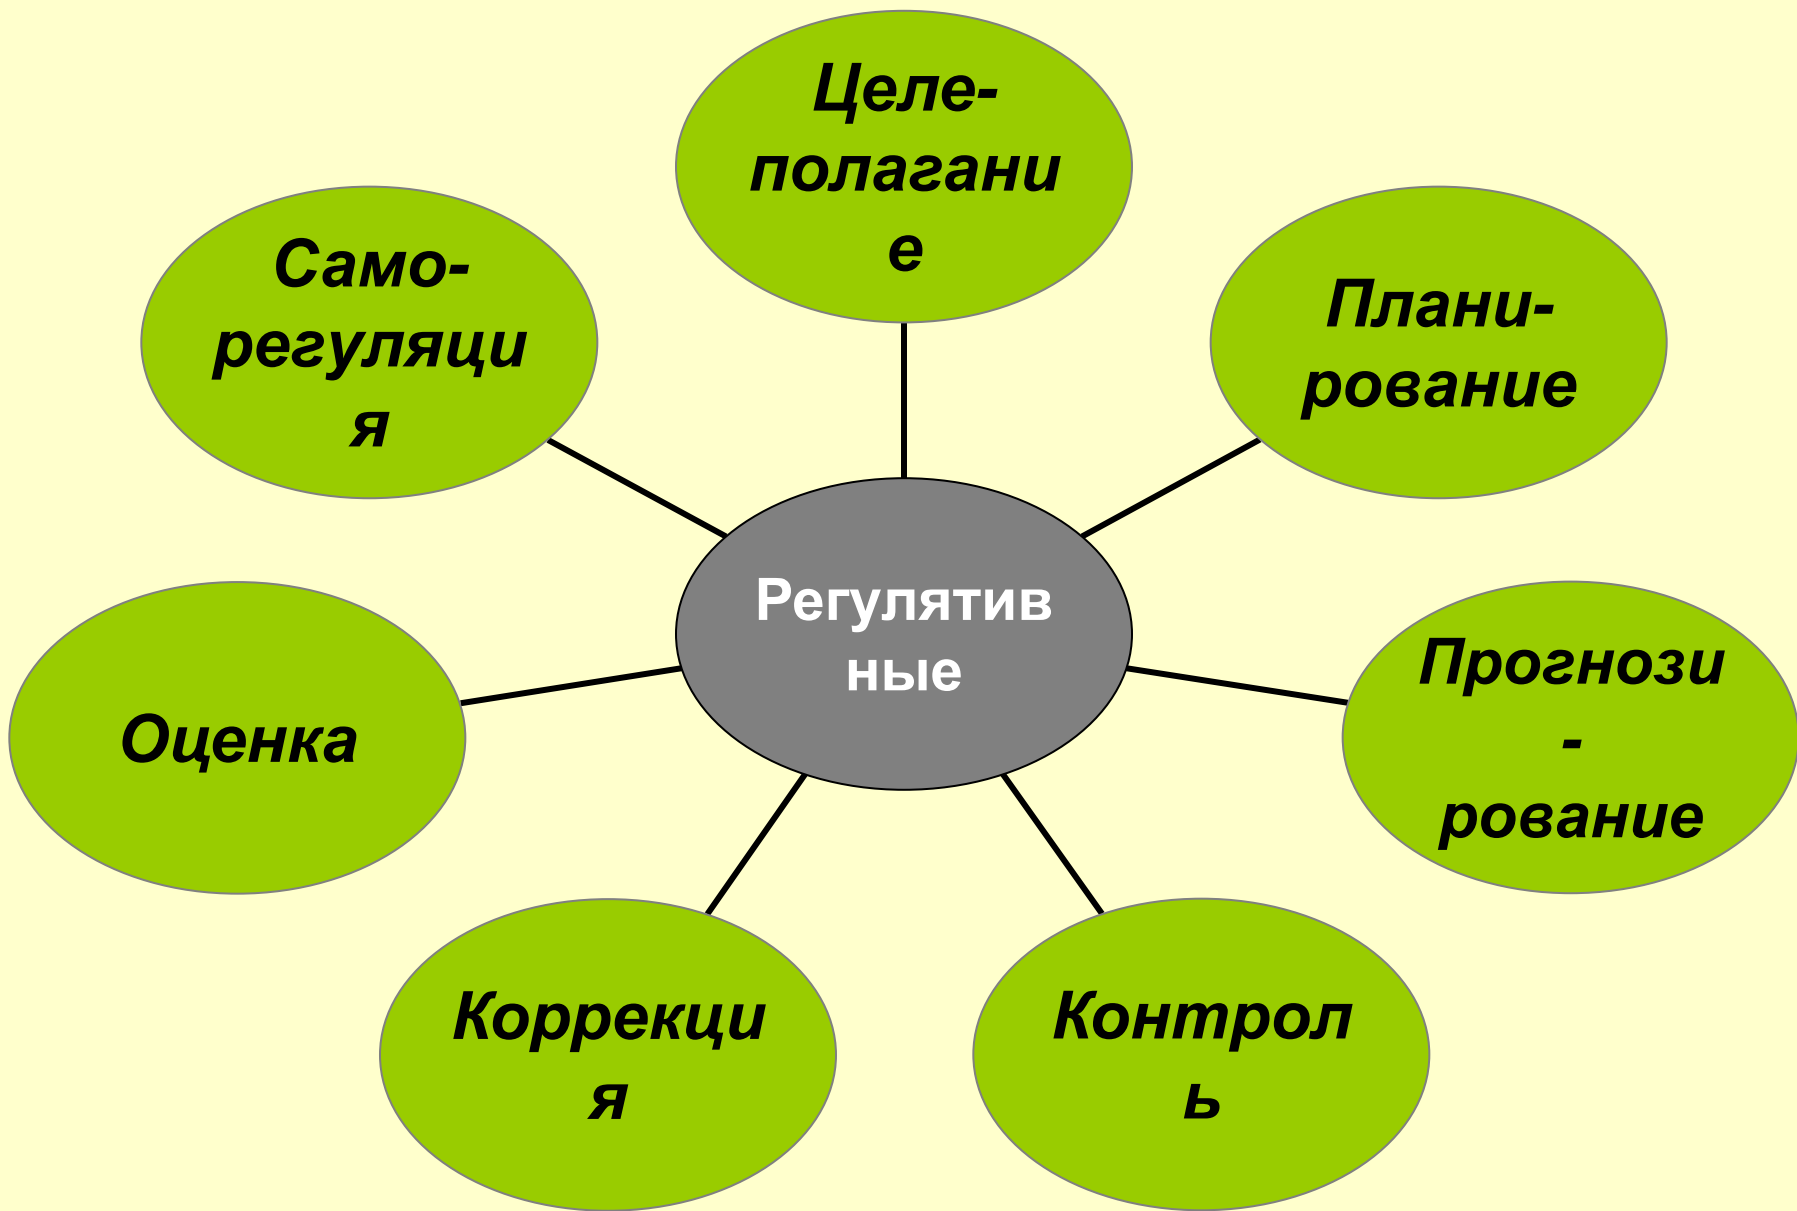 Целе-
полагани
е
Плани-
рование
Прогнози
-
рование
Контрол
ь
Коррекци
я
Оценка
Само-
регуляци
я
Регулятив
ные